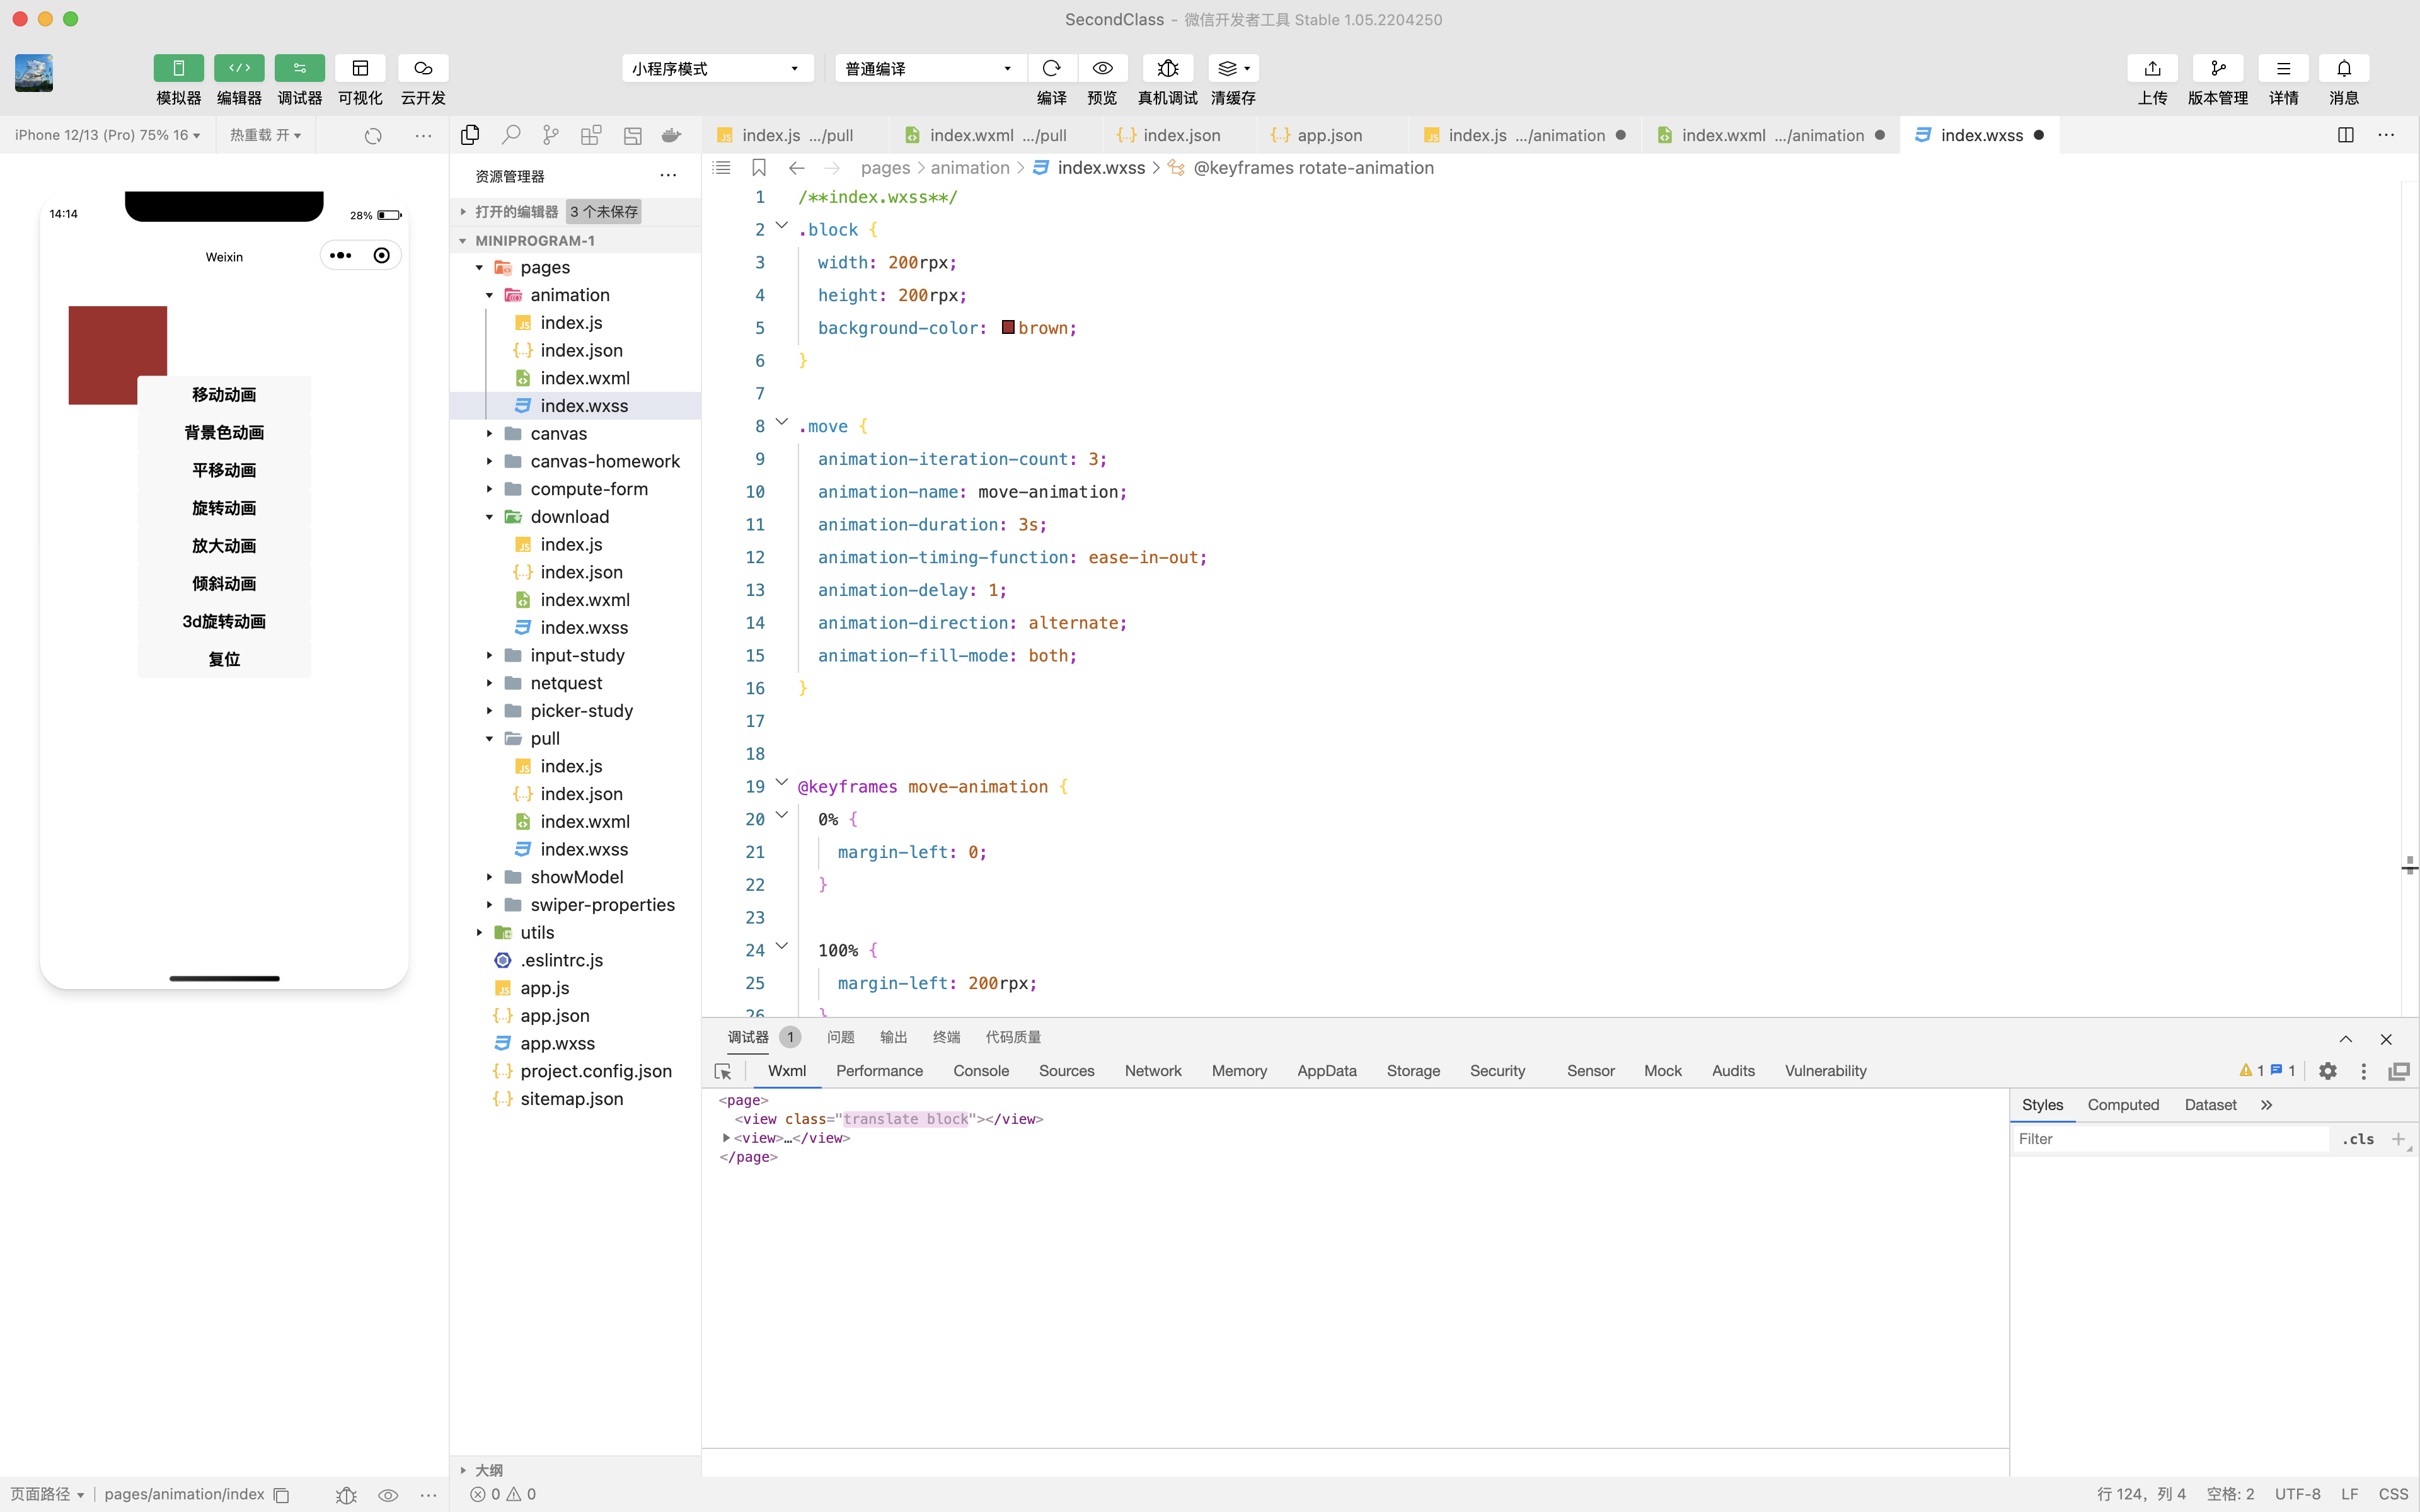 SecondClass - 微信开发者工具 Stable 1.05.2204250
模拟器 编辑器 调试器 可视化 云开发
小程序模式 普通编译
编译 预览 真机调试 清缓存
上传 版本管理 详情 消息
iPhone 12/13 (Pro) 75% 16 热重载 开
14:14
28%
Weixin
移动动画
背景色动画
平移动画
旋转动画
放大动画
倾斜动画
3d旋转动画
复位
页面路径 pages/animation/index
资源管理器
打开的编辑器 3 个未保存
MINIPROGRAM-1
pages
animation
index.js
index.json
index.wxml
index.wxss
canvas
canvas-homework
compute-form
download
index.js
index.json
index.wxml
index.wxss
input-study
netquest
picker-study
pull
index.js
index.json
index.wxml
index.wxss
showModel
swiper-properties
utils
.eslintrc.js
app.js
app.json
app.wxss
project.config.json
sitemap.json
大纲
0 0
index.js .../pull index.wxml .../pull index.json app.json index.js .../animation index.wxml .../animation index.wxss
pages > animation > index.wxss > @keyframes rotate-animation
1 /**index.wxss**/
2 .block {
3 width: 200rpx;
4 height: 200rpx;
5 background-color: brown;
6 }
7
8 .move {
9 animation-iteration-count: 3;
10 animation-name: move-animation;
11 animation-duration: 3s;
12 animation-timing-function: ease-in-out;
13 animation-delay: 1;
14 animation-direction: alternate;
15 animation-fill-mode: both;
16 }
17
18
19 @keyframes move-animation {
20 0% {
21 margin-left: 0;
22 }
23
24 100% {
25 margin-left: 200rpx;
26 }
调试器 1 问题 输出 终端 代码质量
Wxml Performance Console Sources Network Memory AppData Storage Security Sensor Mock Audits Vulnerability 1 1
<page>
<view class="translate block"></view>
<view>…</view>
</page>
Styles Computed Dataset
Filter .cls
行 124，列 4 空格: 2 UTF-8 LF CSS